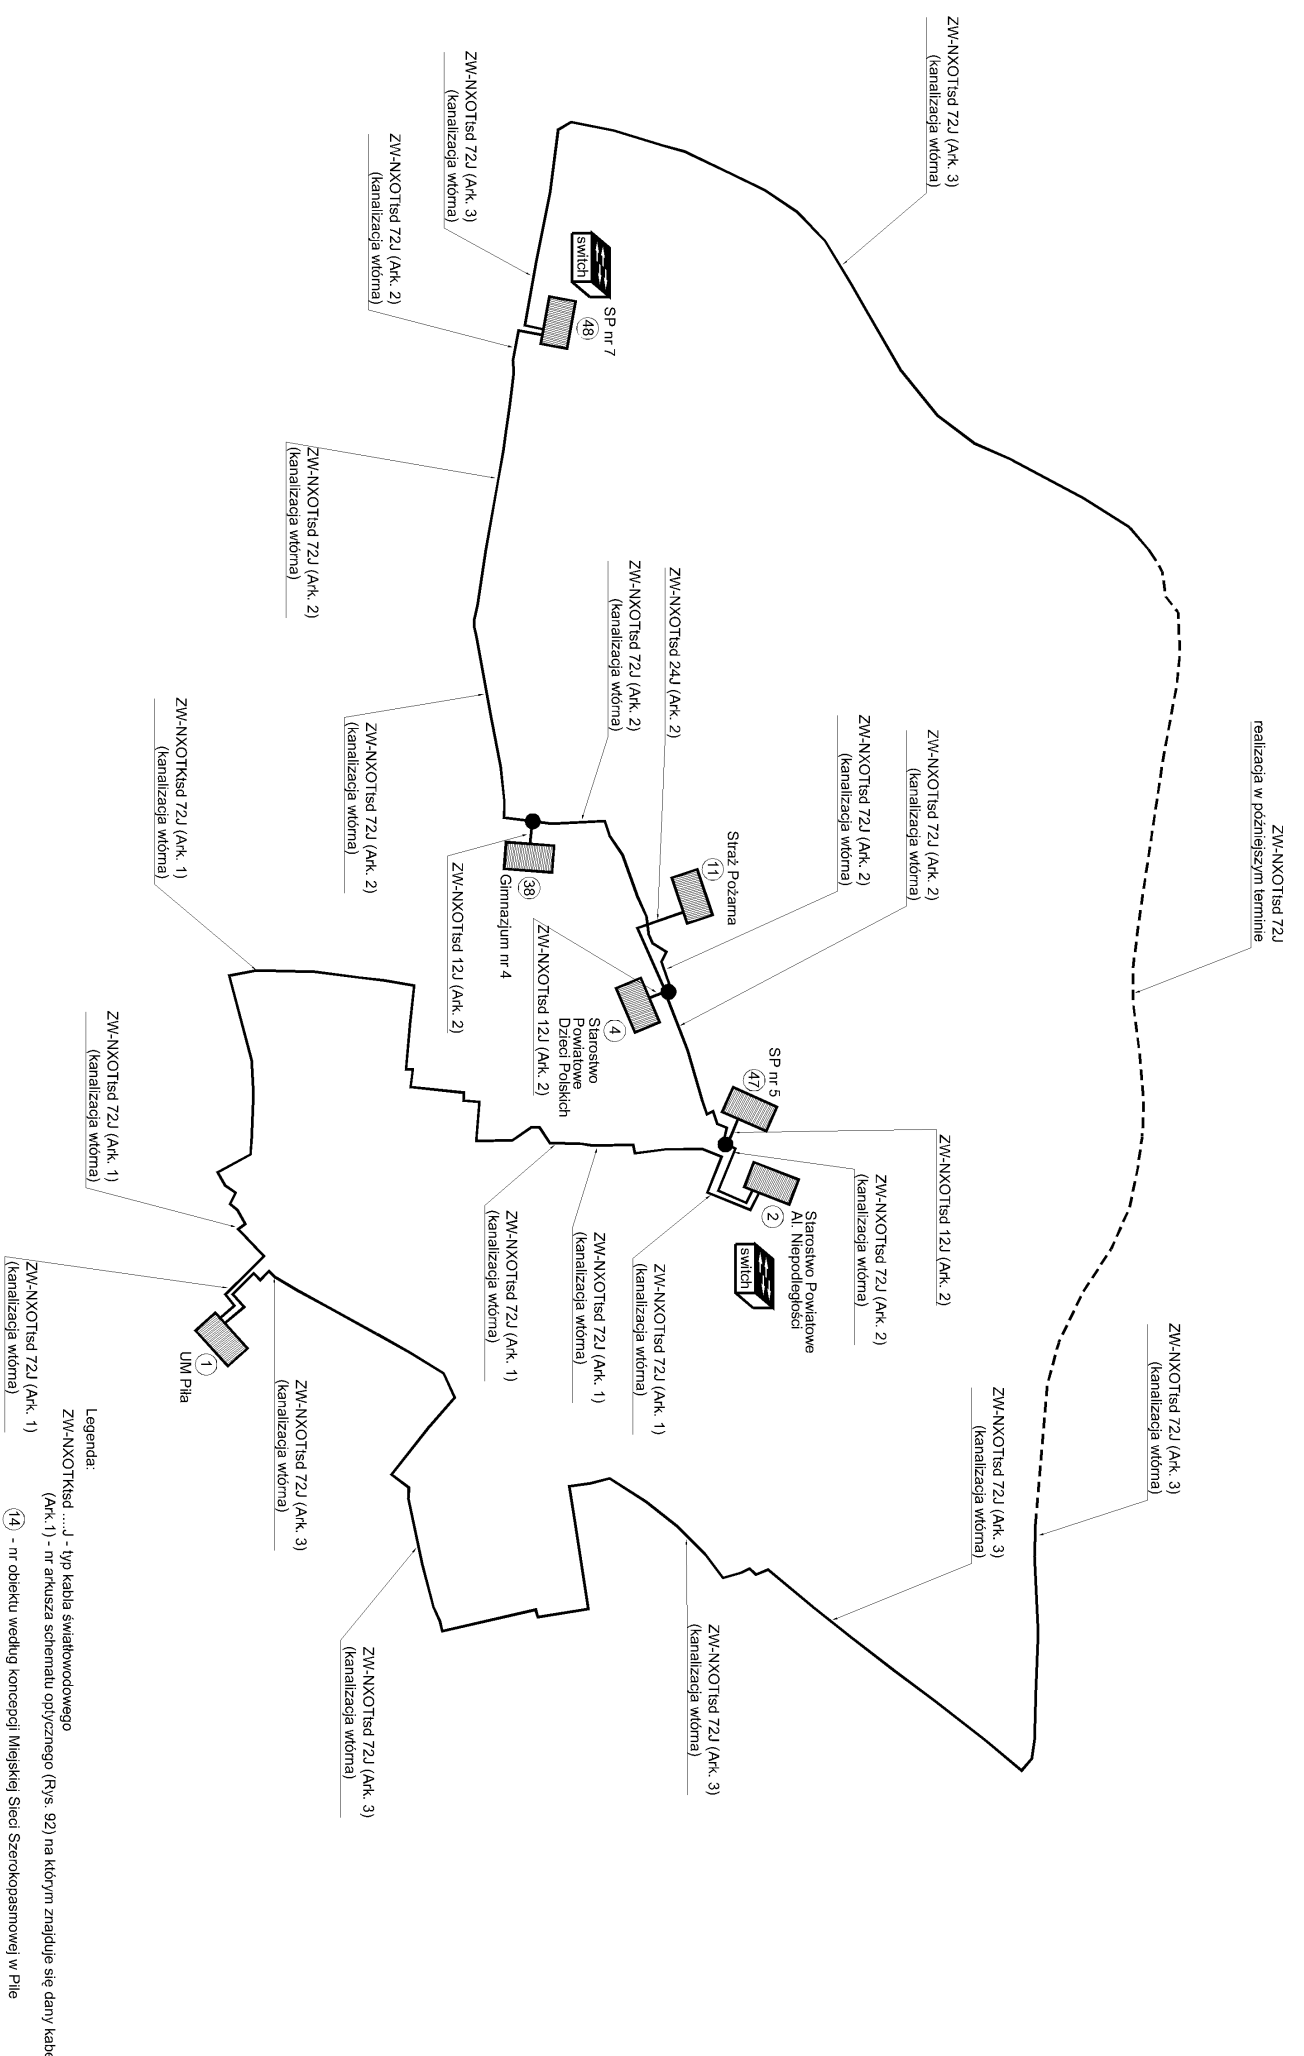 ZW-NXOTtsd 72J
realizacja w późniejszym terminie
ZW-NXOTtsd 72J (Ark. 3)
(kanalizacja wtórna)
ZW-NXOTtsd 72J (Ark. 3)
(kanalizacja wtórna)
ZW-NXOTtsd 72J (Ark. 3)
(kanalizacja wtórna)
ZW-NXOTtsd 72J (Ark. 2)
(kanalizacja wtórna)
ZW-NXOTtsd 12J (Ark. 2)
ZW-NXOTtsd 72J (Ark. 2)
(kanalizacja wtórna)
ZW-NXOTtsd 72J (Ark. 2)
(kanalizacja wtórna)
Starostwo Powiatowe
Al. Niepodległości
2
switch
SP nr 5
47
Straż Pożarna
11
ZW-NXOTtsd 72J (Ark. 3)
(kanalizacja wtórna)
ZW-NXOTtsd 24J (Ark. 2)
ZW-NXOTtsd 72J (Ark. 1)
(kanalizacja wtórna)
ZW-NXOTtsd 72J (Ark. 2)
(kanalizacja wtórna)
SP nr 7
48
switch
4
Starostwo
Powiatowe
Dzieci Polskich
ZW-NXOTtsd 72J (Ark. 1)
(kanalizacja wtórna)
ZW-NXOTtsd 12J (Ark. 2)
38
Gimnazjum nr 4
ZW-NXOTtsd 72J (Ark. 1)
(kanalizacja wtórna)
ZW-NXOTtsd 72J (Ark. 3)
(kanalizacja wtórna)
ZW-NXOTtsd 12J (Ark. 2)
ZW-NXOTtsd 72J (Ark. 2)
(kanalizacja wtórna)
ZW-NXOTtsd 72J (Ark. 2)
(kanalizacja wtórna)
ZW-NXOTtsd 72J (Ark. 3)
(kanalizacja wtórna)
ZW-NXOTtsd 72J (Ark. 2)
(kanalizacja wtórna)
ZW-NXOTtsd 72J (Ark. 3)
(kanalizacja wtórna)
1
UM Piła
ZW-NXOTKtsd 72J (Ark. 1)
(kanalizacja wtórna)
ZW-NXOTtsd 72J (Ark. 1)
(kanalizacja wtórna)
ZW-NXOTtsd 72J (Ark. 1)
(kanalizacja wtórna)
Legenda:
ZW-NXOTKtsd ....J - typ kabla światłowodowego
(Ark.1) - nr arkusza schematu optycznego (Rys. 92) na którym znajduje się dany kabe
14 - nr obiektu według koncepcji Miejskiej Sieci Szerokopasmowej w Pile